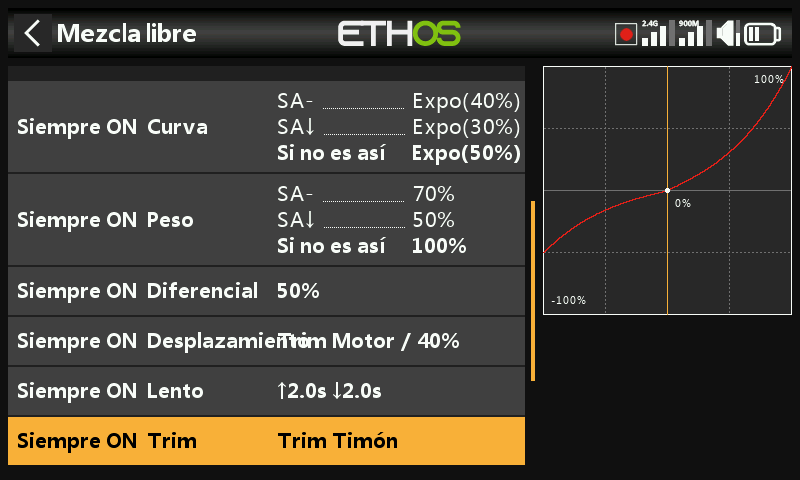 Mezcla libre
ETHOS
2.4G
900M
Siempre ON Curva
SA- Expo(40%)
SA↓ Expo(30%)
Si no es así Expo(50%)
Siempre ON Peso
SA- 70%
SA↓ 50%
Si no es así 100%
Siempre ON Diferencial 50%
Siempre ON Desplazamiento Trim Motor / 40%
Siempre ON Lento ↑2.0s ↓2.0s
Siempre ON Trim Trim Timón
100%
0%
-100%